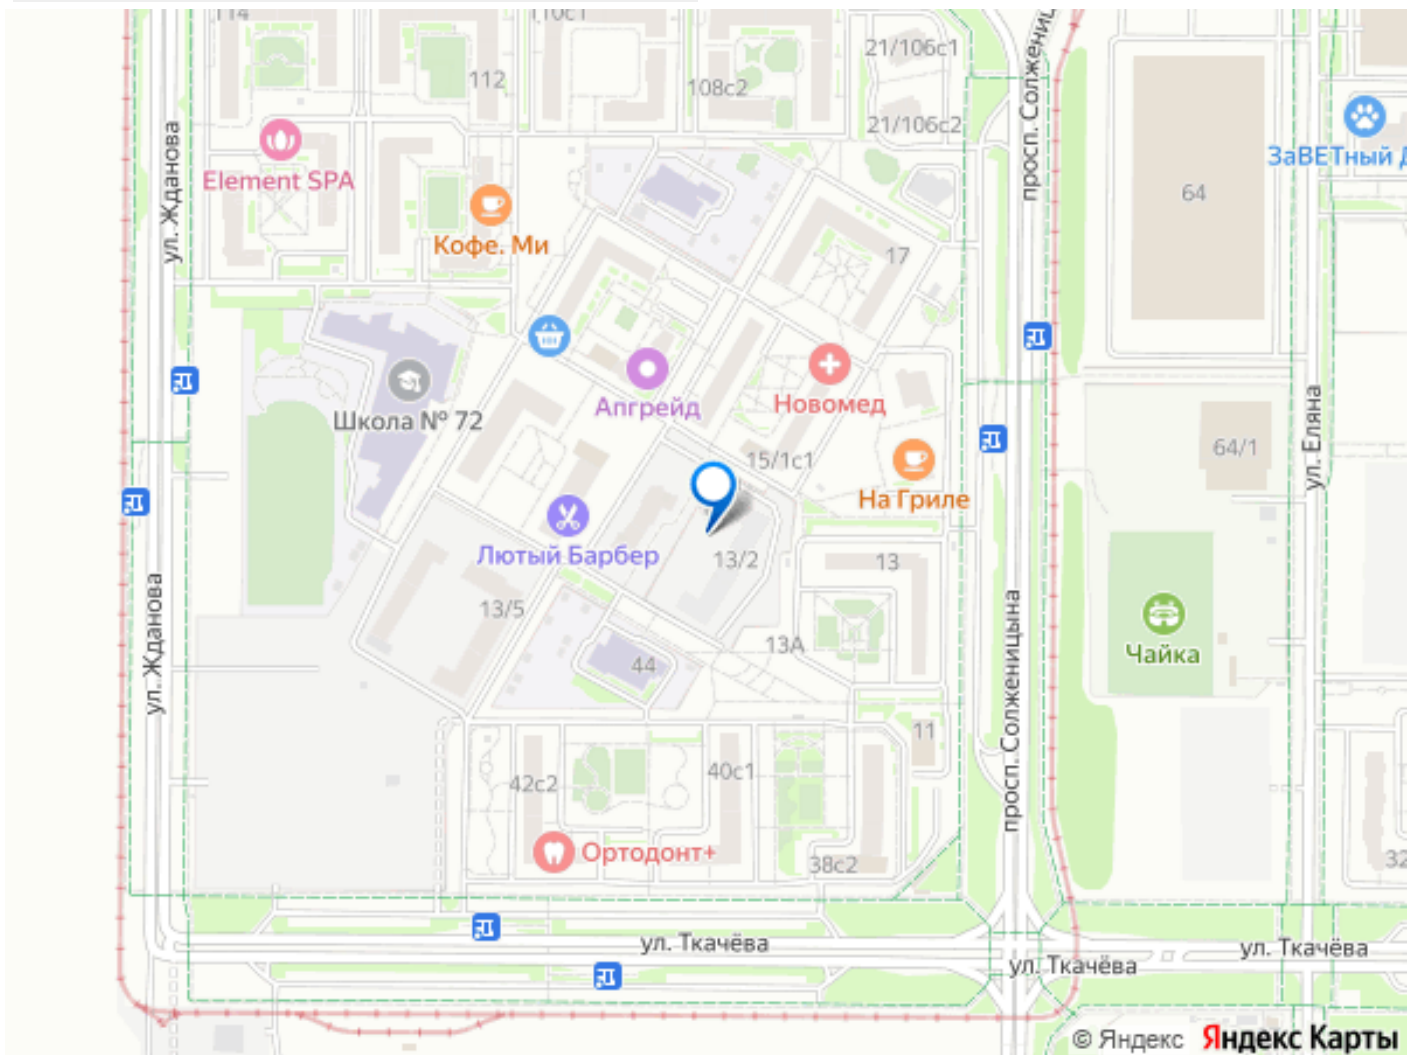 114
110с1
21/106с1
просп. Солжениц
112
108с2
21/106с2
ул. Жданова
Element SPA
64
ЗаВЕТный Д
Кофе. Ми
17
Школа № 72
Апгрейд
Новомед
ул. Еляна
15/1с1
64/1
На Гриле
Лютый Барбер
13/2
13
13/5
ул. Жданова
44
13А
Чайка
просп. Солженицына
11
42с2
40с1
Ортодонт+
38с2
32
ул. Ткачёва
ул. Ткачёва
ул. Ткачёва
© Яндекс Яндекс Карты